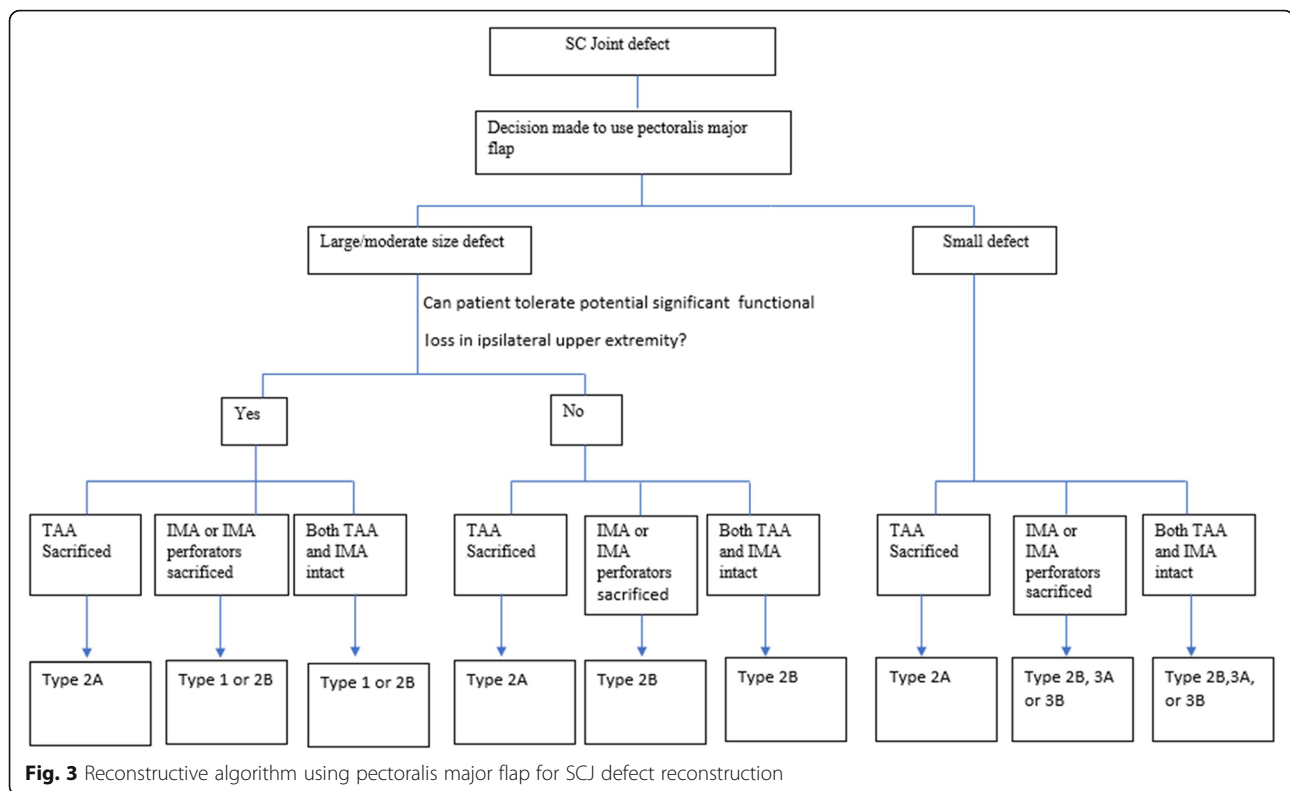 SC Joint defect
Decision made to use pectoralis major
flap
Large/moderate size defect
Small defect
Can patient tolerate potential significant functional
loss in ipsilateral upper extremity?
Yes
No
TAA
Sacrificed
IMA or IMA
perforators
sacrificed
Both TAA
and IMA
intact
TAA
Sacrificed
IMA or
IMA
perforators
sacrificed
Both TAA
and IMA
intact
TAA
Sacrificed
IMA or
IMA
perforators
sacrificed
Both TAA
and IMA
intact
Type 2A
Type 1 or 2B
Type 1 or 2B
Type 2A
Type 2B
Type 2B
Type 2A
Type 2B, 3A
or 3B
Type 2B,3A,
or 3B
Fig. 3 Reconstructive algorithm using pectoralis major flap for SCJ defect reconstruction